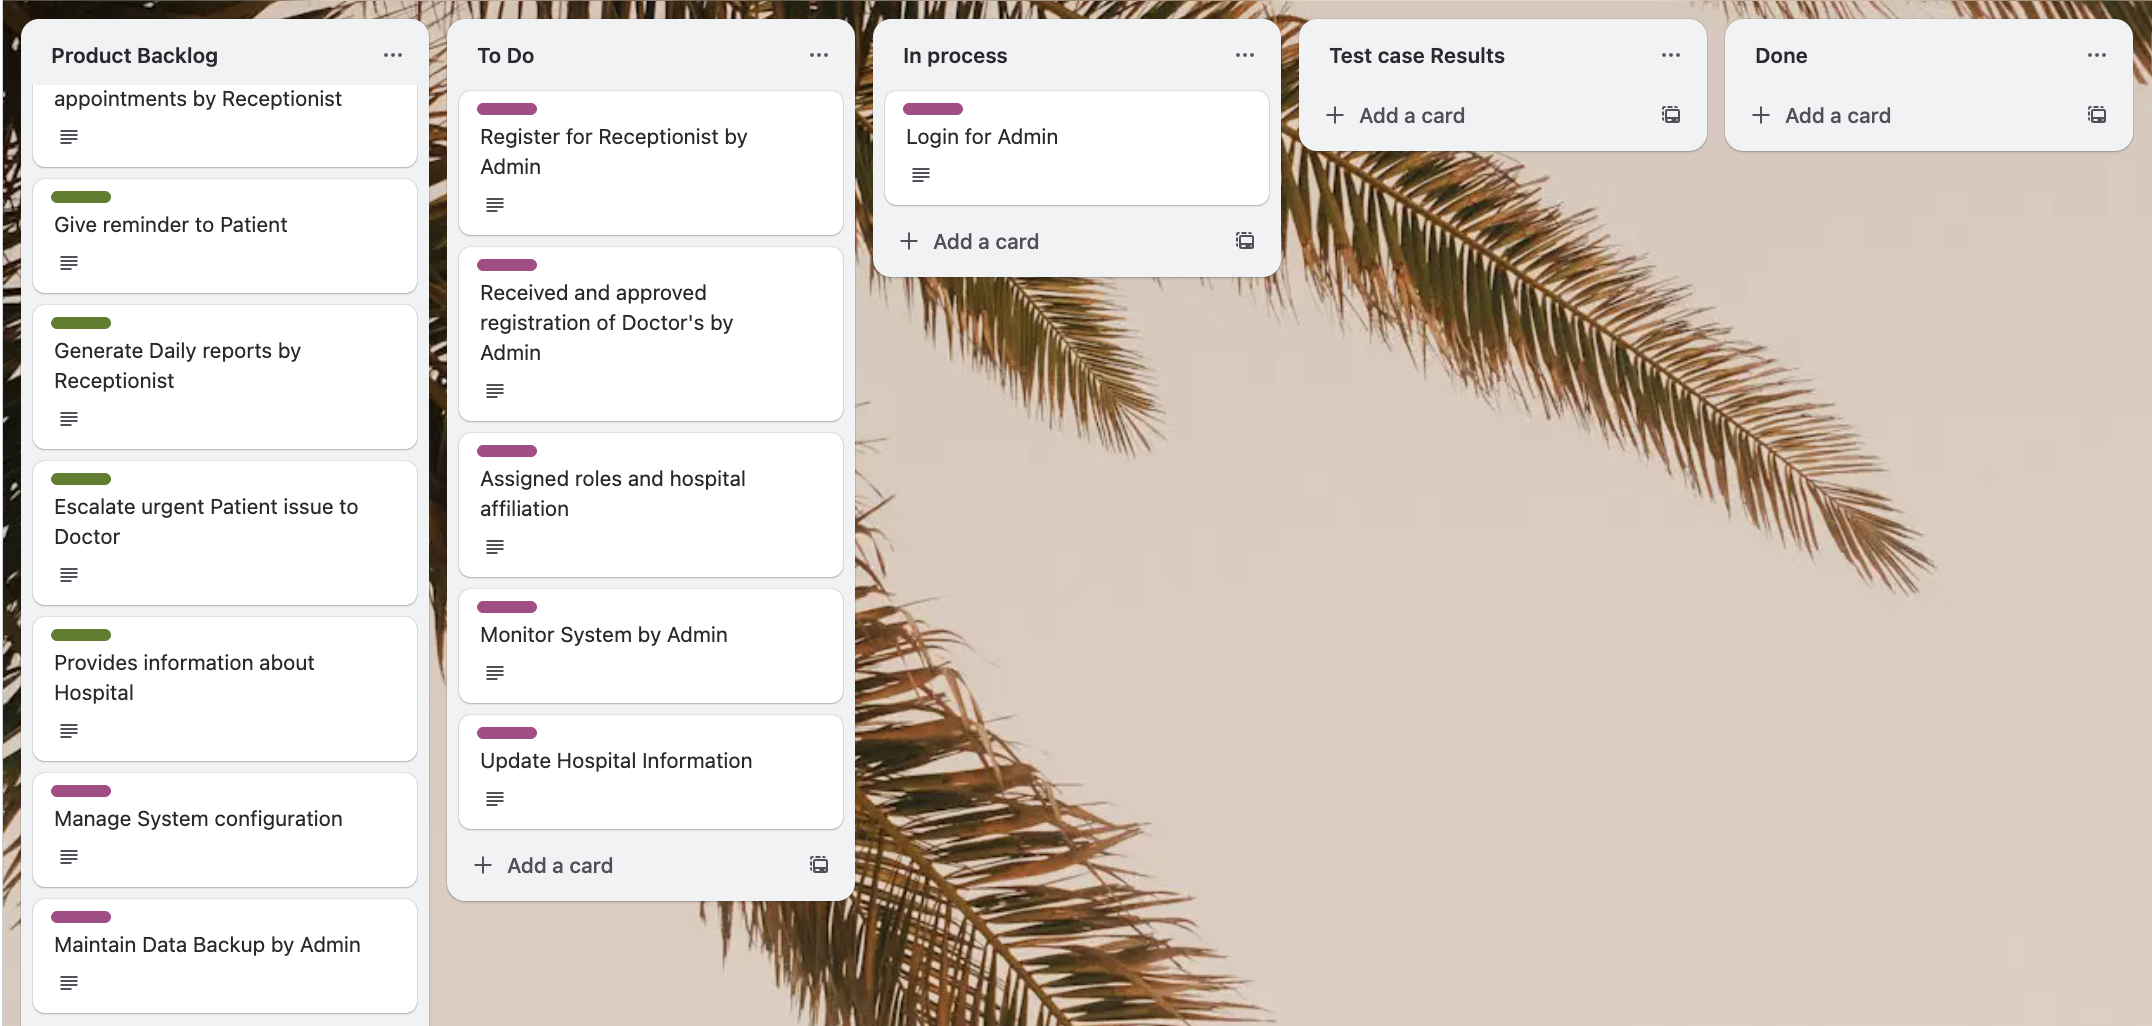 Product Backlog
appointments by Receptionist
Give reminder to Patient
Generate Daily reports by
Receptionist
Escalate urgent Patient issue to
Doctor
Provides information about
Hospital
Manage System configuration
Maintain Data Backup by Admin
To Do
Register for Receptionist by
Admin
Received and approved
registration of Doctor's by
Admin
Assigned roles and hospital
affiliation
Monitor System by Admin
Update Hospital Information
Add a card
In process
Login for Admin
Add a card
Test case Results
Add a card
Done
Add a card